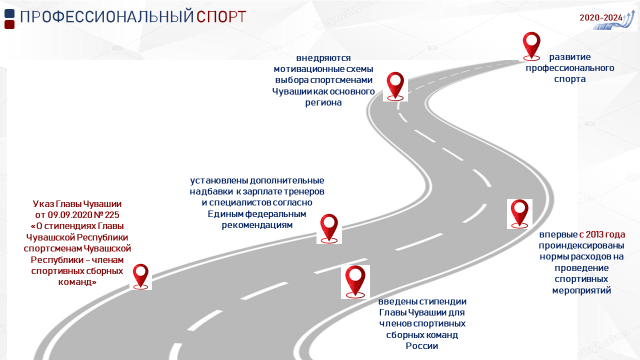 ПРОФЕССИОНАЛЬНЫЙ СПОРТ
2020-2024
внедряются
мотивационные схемы
выбора спортсменами
Чувашии как основного
региона
развитие
профессионального
спорта
установлены дополнительные
надбавки к зарплате тренеров
и специалистов согласно
Единым федеральным
рекомендациям
Указ Главы Чувашии
от 09.09.2020 № 225
«О стипендиях Главы
Чувашской Республики
спортсменам Чувашской
Республики – членам
спортивных сборных
команд»
впервые с 2013 года
проиндексированы
нормы расходов на
проведение
спортивных
мероприятий
введены стипендии
Главы Чувашии для
членов спортивных
сборных команд
России